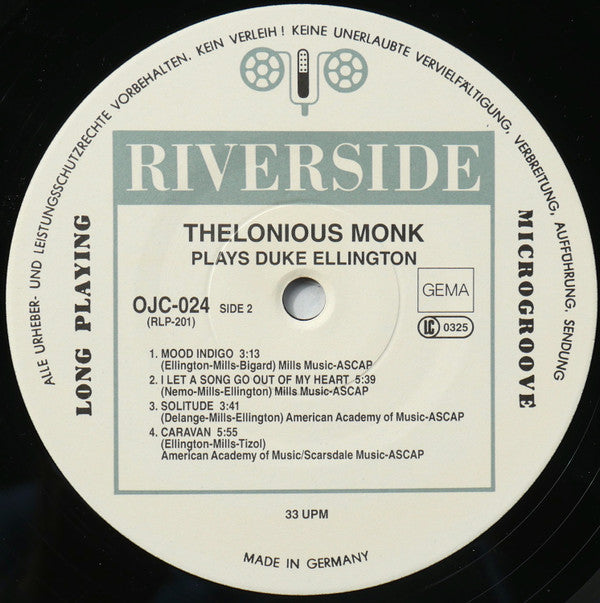 ALLE URHEBER- UND LEISTUNGSSCHUTZRECHTE VORBEHALTEN. KEIN VERLEIH! KEINE UNERLAUBTE VERVIELFÄLTIGUNG, VERBREITUNG, AUFFÜHRUNG, SENDUNG
RIVERSIDE
LONG PLAYING
MICROGROOVE
THELONIOUS MONK
PLAYS DUKE ELLINGTON
OJC-024 SIDE 2
(RLP-201)
GEMA
LC 0325
1. MOOD INDIGO 3:13
(Ellington-Mills-Bigard) Mills Music-ASCAP
2. I LET A SONG GO OUT OF MY HEART 5:39
(Nemo-Mills-Ellington) Mills Music-ASCAP
3. SOLITUDE 3:41
(Delange-Mills-Ellington) American Academy of Music-ASCAP
4. CARAVAN 5:55
(Ellington-Mills-Tizol)
American Academy of Music/Scarsdale Music-ASCAP
33 UPM
MADE IN GERMANY